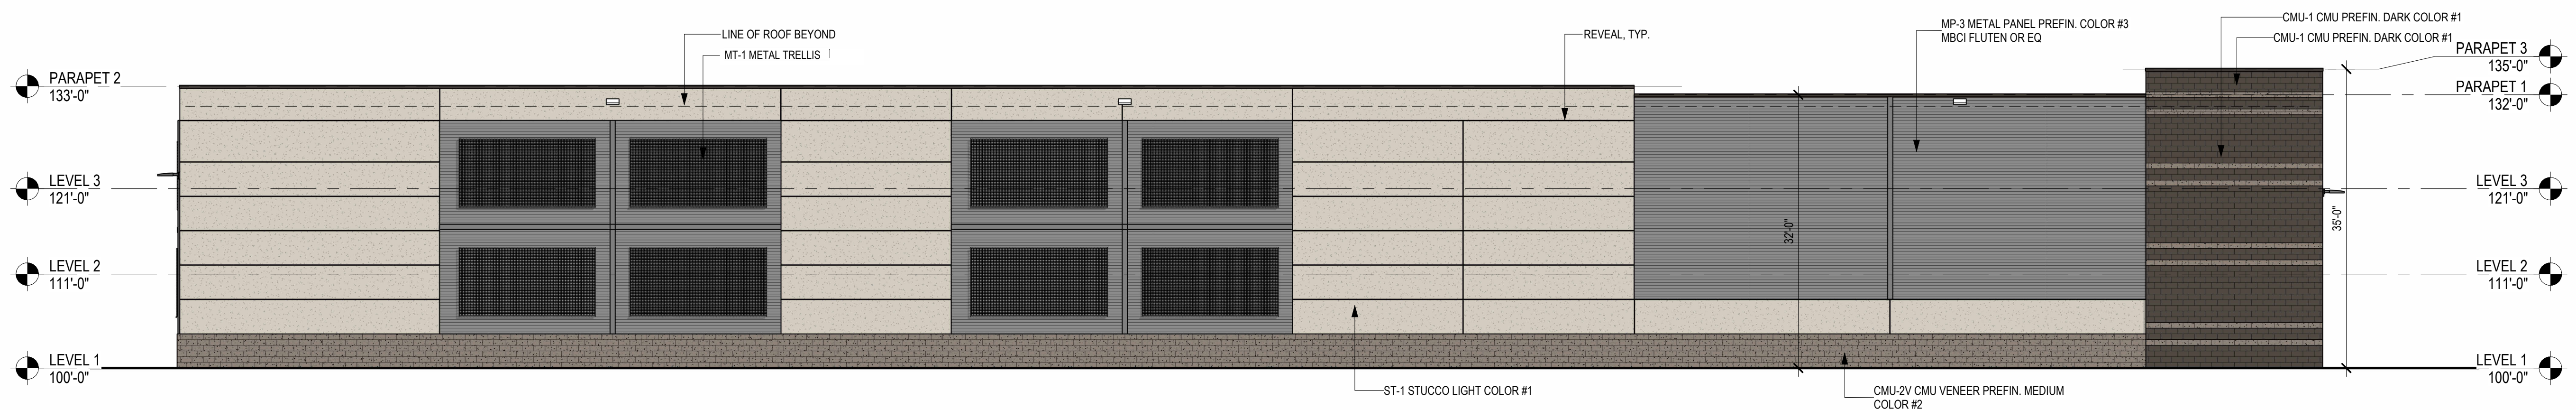 CMU-1 CMU PREFIN. DARK COLOR #1
MP-3 METAL PANEL PREFIN. COLOR #3
MBCI FLUTEN OR EQ
LINE OF ROOF BEYOND
REVEAL, TYP.
CMU-1 CMU PREFIN. DARK COLOR #1
MT-1 METAL TRELLIS
PARAPET 3
135'-0"
PARAPET 2
133'-0"
PARAPET 1
132'-0"
LEVEL 3
121'-0"
LEVEL 3
121'-0"
32'-0"
35'-0"
LEVEL 2
111'-0"
LEVEL 2
111'-0"
LEVEL 1
100'-0"
LEVEL 1
100'-0"
ST-1 STUCCO LIGHT COLOR #1
CMU-2V CMU VENEER PREFIN. MEDIUM
COLOR #2